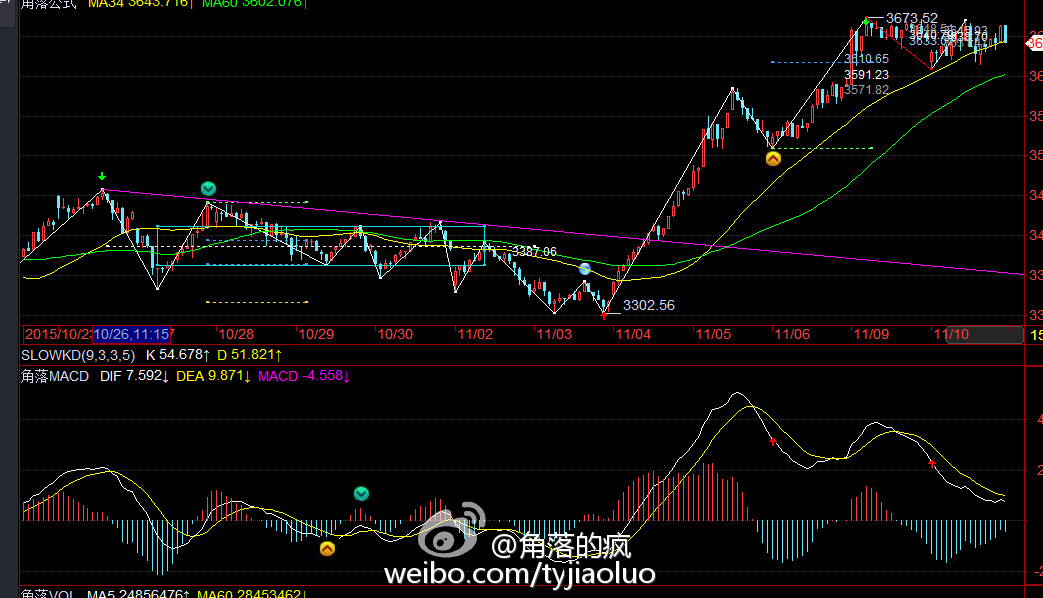 角落公式 MA34 3643.716↑ MA60 3602.076↑
3673.52
3610.65
3591.23
3571.82
3387.06
3302.56
2015/10/23 10/26,11:15 10/28 10/29 10/30 11/02 11/03 11/04 11/05 11/06 11/09 11/10
SLOWKD(9,3,3,5) K 54.678↑ D 51.821↑
角落MACD DIF 7.592↓ DEA 9.871↓ MACD -4.558↓
@角落的疯
weibo.com/tyjiaoluo
角落VOL MA5 24856476↑ MA60 28453462↓